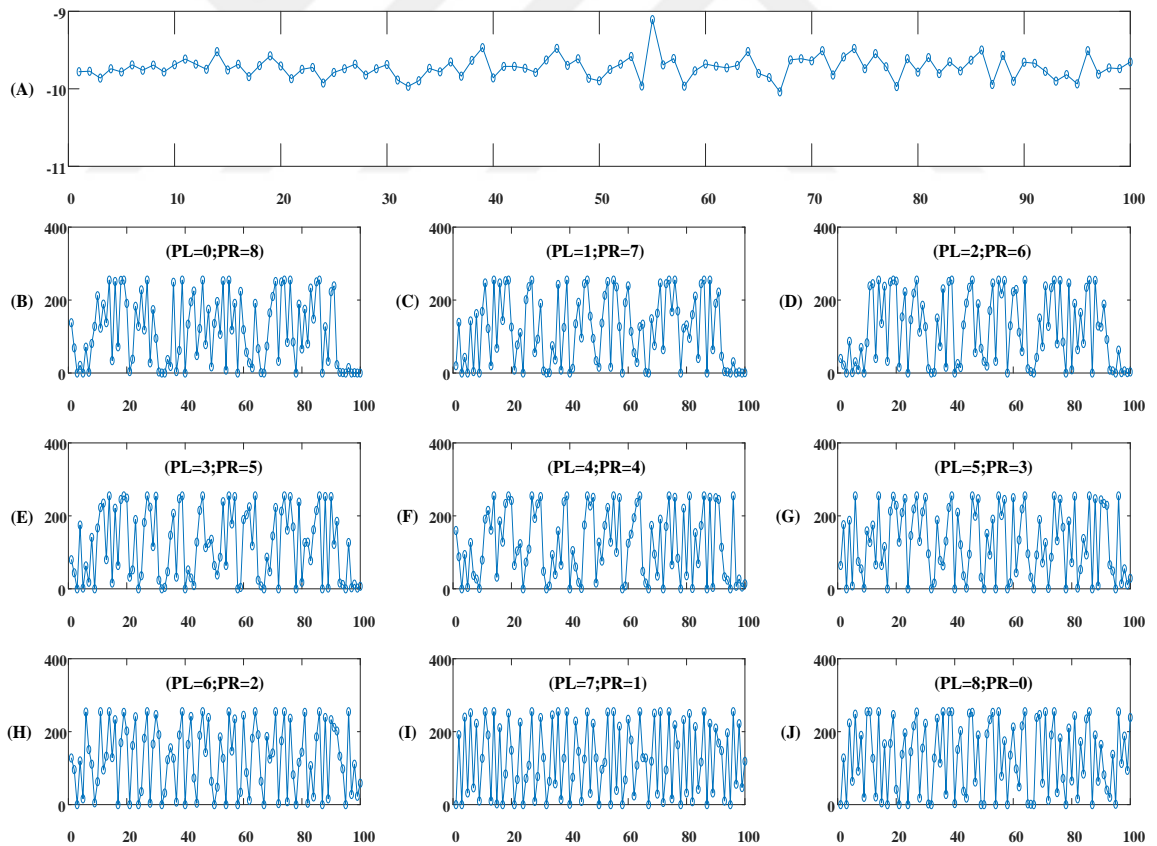 -9
(A)
-10
-11
0 10 20 30 40 50 60 70 80 90 100
400 400 400
(PL=0;PR=8) (PL=1;PR=7) (PL=2;PR=6)
(B) 200 (C) 200 (D) 200
0 0 0
0 20 40 60 80 100 0 20 40 60 80 100 0 20 40 60 80 100
400 400 400
(PL=3;PR=5) (PL=4;PR=4) (PL=5;PR=3)
(E) 200 (F) 200 (G) 200
0 0 0
0 20 40 60 80 100 0 20 40 60 80 100 0 20 40 60 80 100
400 400 400
(PL=6;PR=2) (PL=7;PR=1) (PL=8;PR=0)
(H) 200 (I) 200 (J) 200
0 0 0
0 20 40 60 80 100 0 20 40 60 80 100 0 20 40 60 80 100